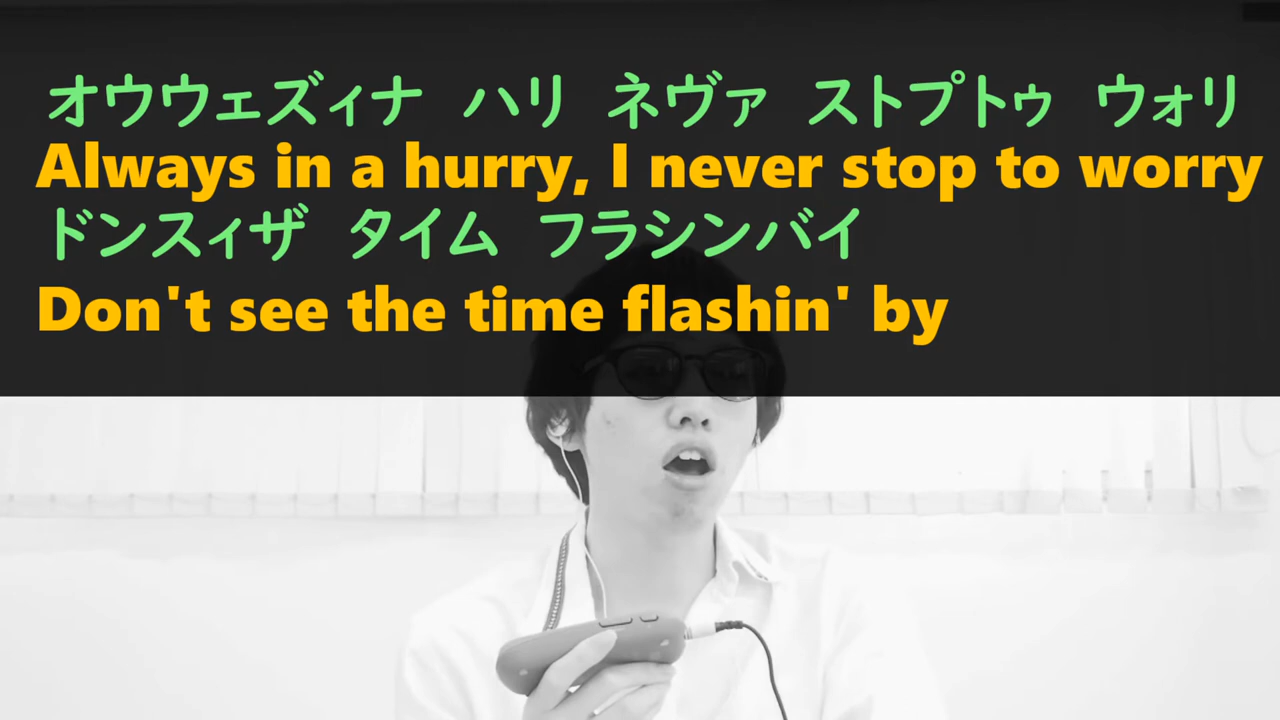 オウウェズィナ ハリ ネヴァ ストプトゥ ウォリ
Always in a hurry, I never stop to worry
ドンスィザ タイム フラシンバイ
Don't see the time flashin' by